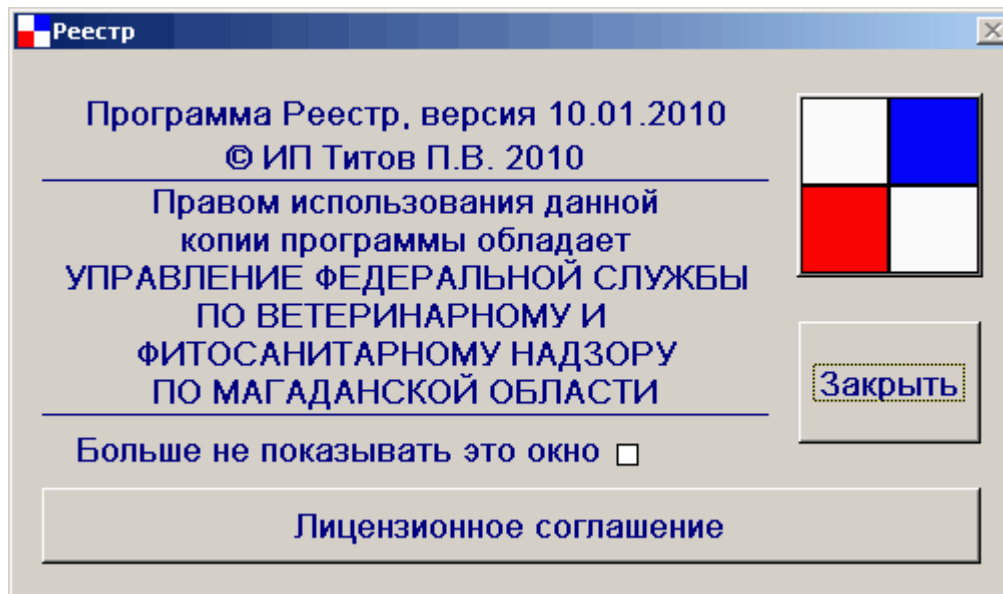 Реестр
Программа Реестр, версия 10.01.2010
© ИП Титов П.В. 2010
Правом использования данной
копии программы обладает
УПРАВЛЕНИЕ ФЕДЕРАЛЬНОЙ СЛУЖБЫ
ПО ВЕТЕРИНАРНОМУ И
ФИТОСАНИТАРНОМУ НАДЗОРУ
ПО МАГАДАНСКОЙ ОБЛАСТИ
Закрыть
Больше не показывать это окно
Лицензионное соглашение